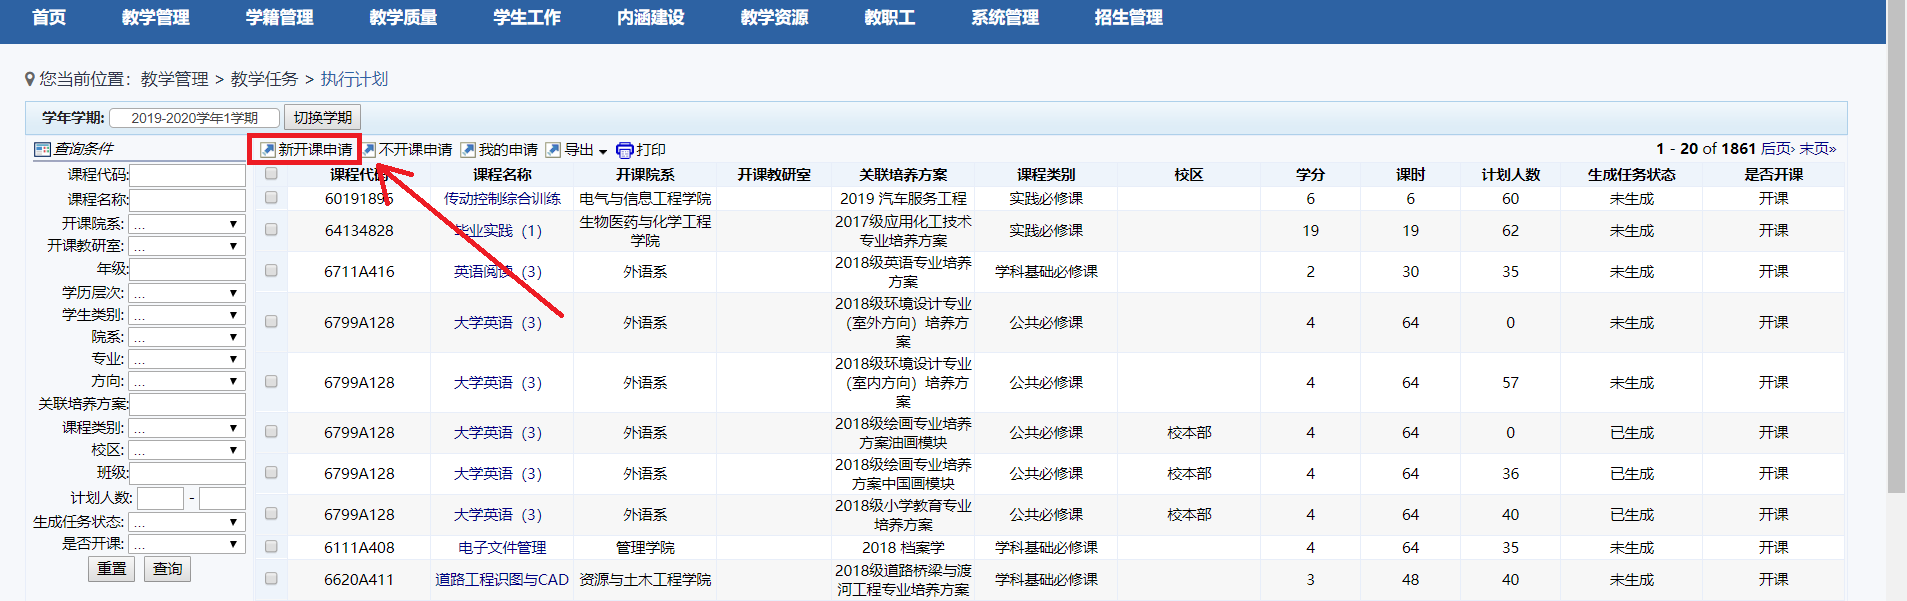 首页 教学管理 学籍管理 教学质量 学生工作 内涵建设 教学资源 教职工 系统管理 招生管理
您当前位置：教学管理 > 教学任务 > 执行计划
学年学期: 2019-2020学年1学期 切换学期
查询条件
课程代码:
课程名称:
开课院系: ...
开课教研室: ...
年级:
学历层次: ...
学生类别: ...
院系: ...
专业: ...
方向: ...
关联培养方案:
课程类别: ...
校区: ...
班级:
计划人数: -
生成任务状态: ...
是否开课: ...
重置 查询
新开课申请 不开课申请 我的申请 导出 打印 1 - 20 of 1861 后页› 末页»
课程代码 课程名称 开课院系 开课教研室 关联培养方案 课程类别 校区 学分 课时 计划人数 生成任务状态 是否开课
60191895 传动控制综合训练 电气与信息工程学院 2019 汽车服务工程 实践必修课 6 6 60 未生成 开课
64134828 毕业实践（1） 生物医药与化学工程学院 2017级应用化工技术专业培养方案 实践必修课 19 19 62 未生成 开课
6711A416 英语阅读（3） 外语系 2018级英语专业培养方案 学科基础必修课 2 30 35 未生成 开课
6799A128 大学英语（3） 外语系 2018级环境设计专业（室外方向）培养方案 公共必修课 4 64 0 未生成 开课
6799A128 大学英语（3） 外语系 2018级环境设计专业（室内方向）培养方案 公共必修课 4 64 57 未生成 开课
6799A128 大学英语（3） 外语系 2018级绘画专业培养方案油画模块 公共必修课 校本部 4 64 0 已生成 开课
6799A128 大学英语（3） 外语系 2018级绘画专业培养方案中国画模块 公共必修课 校本部 4 64 36 已生成 开课
6799A128 大学英语（3） 外语系 2018级小学教育专业培养方案 公共必修课 校本部 4 64 40 已生成 开课
6111A408 电子文件管理 管理学院 2018 档案学 学科基础必修课 4 64 35 未生成 开课
6620A411 道路工程识图与CAD 资源与土木工程学院 2018级道路桥梁与渡河工程专业培养方案 学科基础必修课 3 48 40 未生成 开课